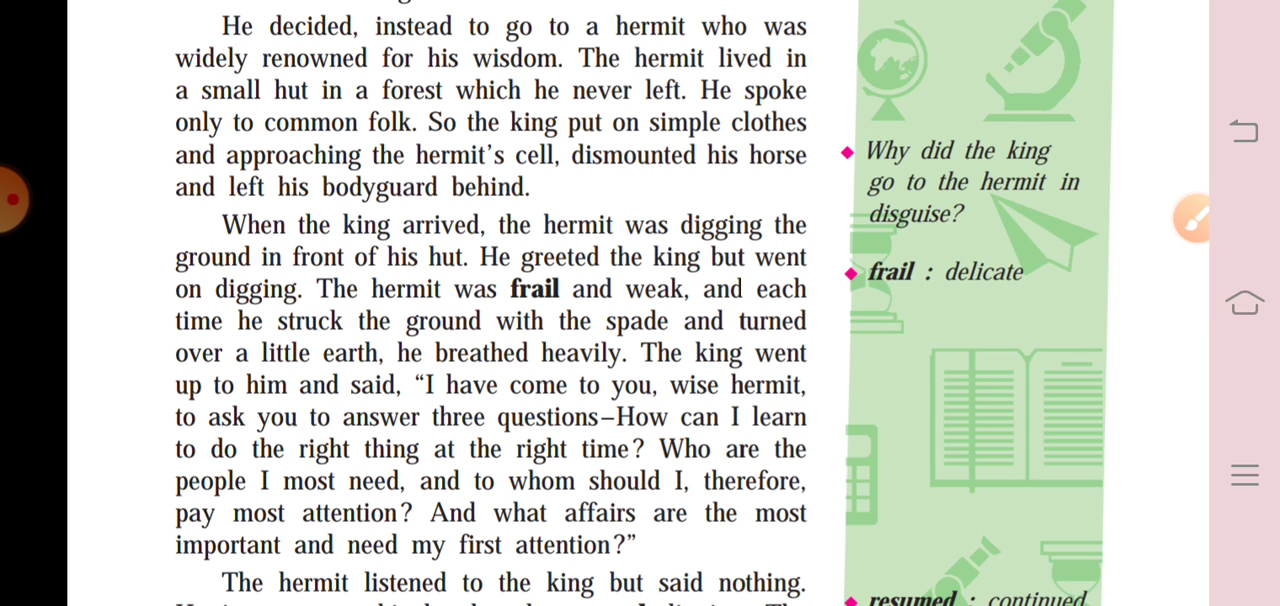 He decided, instead to go to a hermit who was
widely renowned for his wisdom. The hermit lived in
a small hut in a forest which he never left. He spoke
only to common folk. So the king put on simple clothes
and approaching the hermit's cell, dismounted his horse
and left his bodyguard behind.
When the king arrived, the hermit was digging the
ground in front of his hut. He greeted the king but went
on digging. The hermit was frail and weak, and each
time he struck the ground with the spade and turned
over a little earth, he breathed heavily. The king went
up to him and said, “I have come to you, wise hermit,
to ask you to answer three questions–How can I learn
to do the right thing at the right time? Who are the
people I most need, and to whom should I, therefore,
pay most attention? And what affairs are the most
important and need my first attention?”
The hermit listened to the king but said nothing.
Why did the king
go to the hermit in
disguise?
frail : delicate
resumed : continued